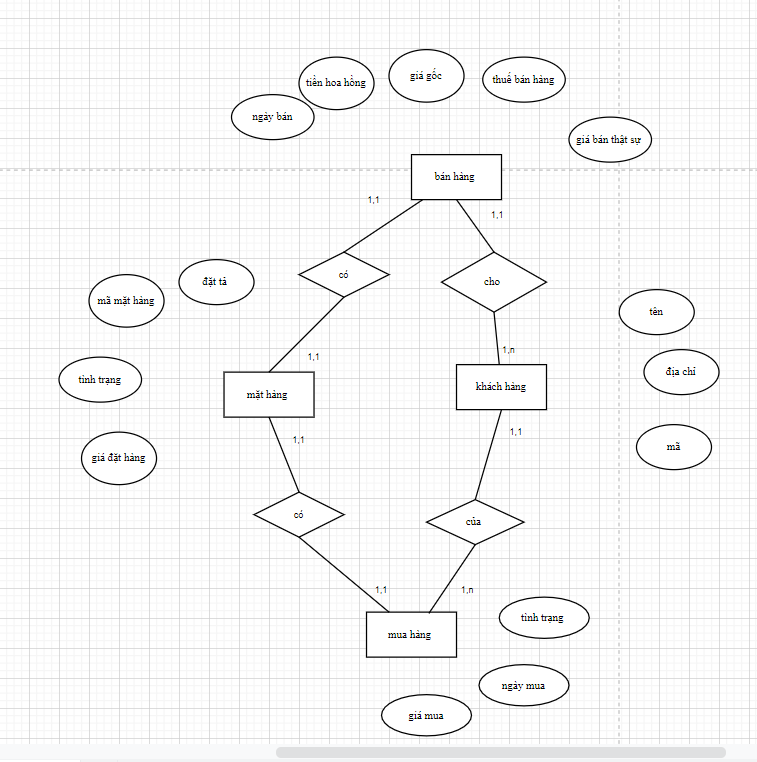 tiền hoa hồng
giá gốc
thuế bán hàng
ngày bán
giá bán thật sự
bán hàng
1,1
1,1
có
cho
đặt tả
mã mặt hàng
tên
1,1
1,n
tình trạng
mặt hàng
khách hàng
địa chỉ
1,1
1,1
giá đặt hàng
mã
có
của
1,1
1,n
mua hàng
tình trạng
ngày mua
giá mua